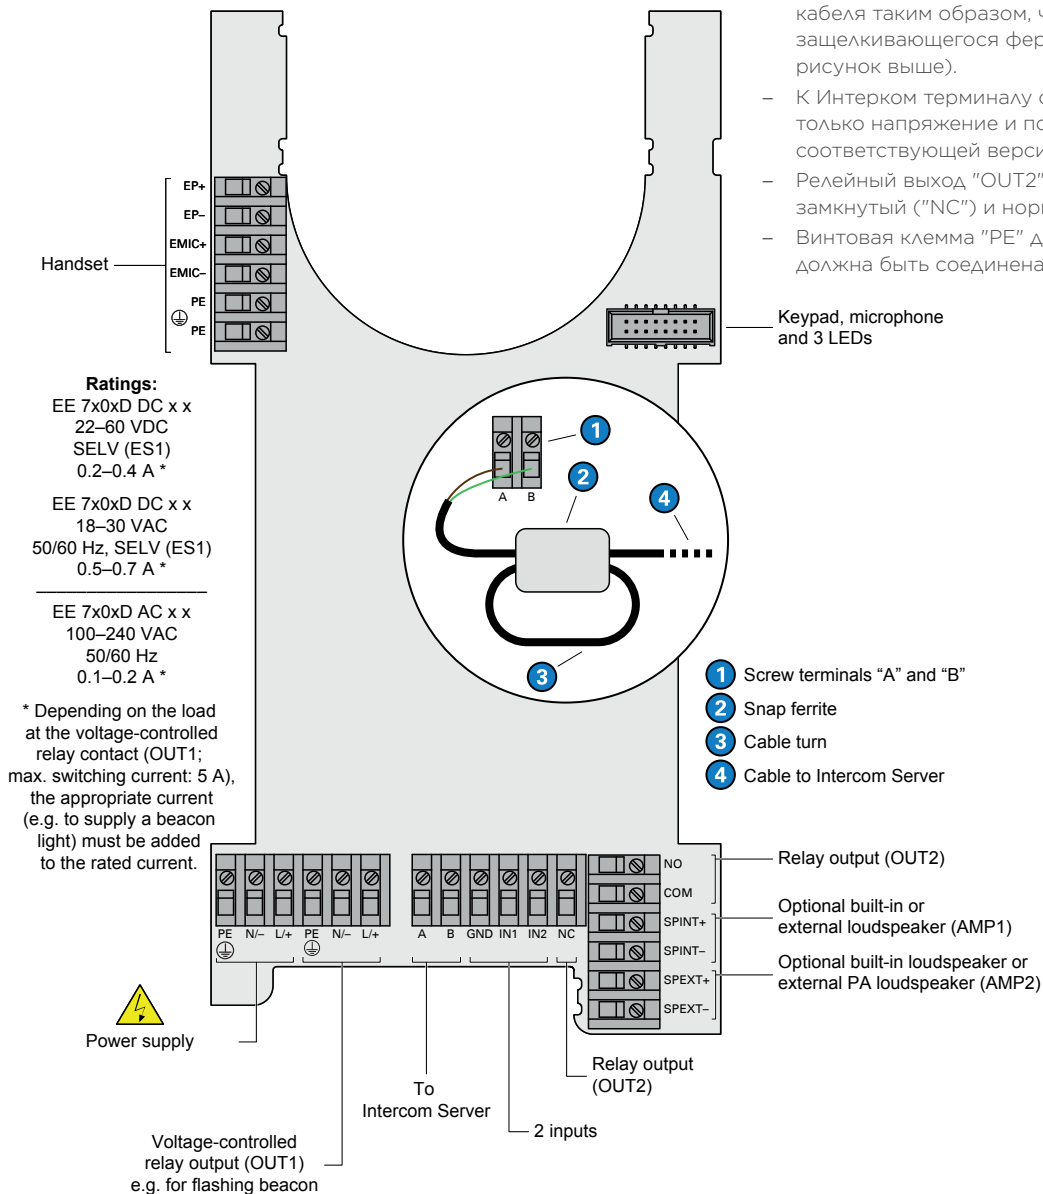 кабеля таким образом, ч
защелкивающегося фер
рисунок выше).
– К Интерком терминалу
только напряжение и по
соответствующей верси
– Релейный выход "OUT2"
замкнутый ("NC") и нор
– Винтовая клемма "PE" д
должна быть соединена
EP+
EP–
EMIC+
EMIC–
PE
PE
Handset
Keypad, microphone
and 3 LEDs
Ratings:
EE 7x0xD DC x x
22–60 VDC
SELV (ES1)
0.2–0.4 A *
EE 7x0xD DC x x
18–30 VAC
50/60 Hz, SELV (ES1)
0.5–0.7 A *
EE 7x0xD AC x x
100–240 VAC
50/60 Hz
0.1–0.2 A *
* Depending on the load
at the voltage-controlled
relay contact (OUT1;
max. switching current: 5 A),
the appropriate current
(e.g. to supply a beacon
light) must be added
to the rated current.
A B
1
2
4
3
1 Screw terminals “A” and “B”
2 Snap ferrite
3 Cable turn
4 Cable to Intercom Server
PE N/– L/+ PE N/– L/+ A B GND IN1 IN2 NC
NO
COM
SPINT+
SPINT–
SPEXT+
SPEXT–
Relay output (OUT2)
Optional built-in or
external loudspeaker (AMP1)
Optional built-in loudspeaker or
external PA loudspeaker (AMP2)
Power supply
Voltage-controlled
relay output (OUT1)
e.g. for flashing beacon
To
Intercom Server
2 inputs
Relay output
(OUT2)